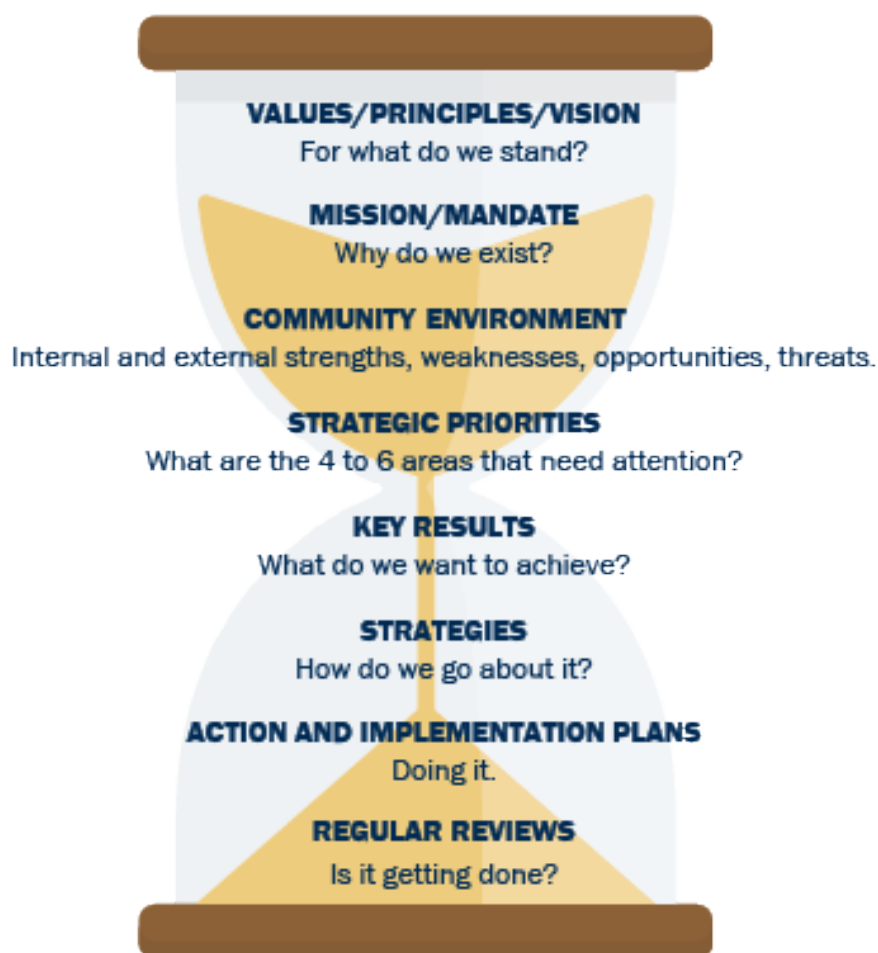 VALUES/PRINCIPLES/VISION
For what do we stand?
MISSION/MANDATE
Why do we exist?
COMMUNITY ENVIRONMENT
Internal and external strengths, weaknesses, opportunities, threats.
STRATEGIC PRIORITIES
What are the 4 to 6 areas that need attention?
KEY RESULTS
What do we want to achieve?
STRATEGIES
How do we go about it?
ACTION AND IMPLEMENTATION PLANS
Doing it.
REGULAR REVIEWS
Is it getting done?